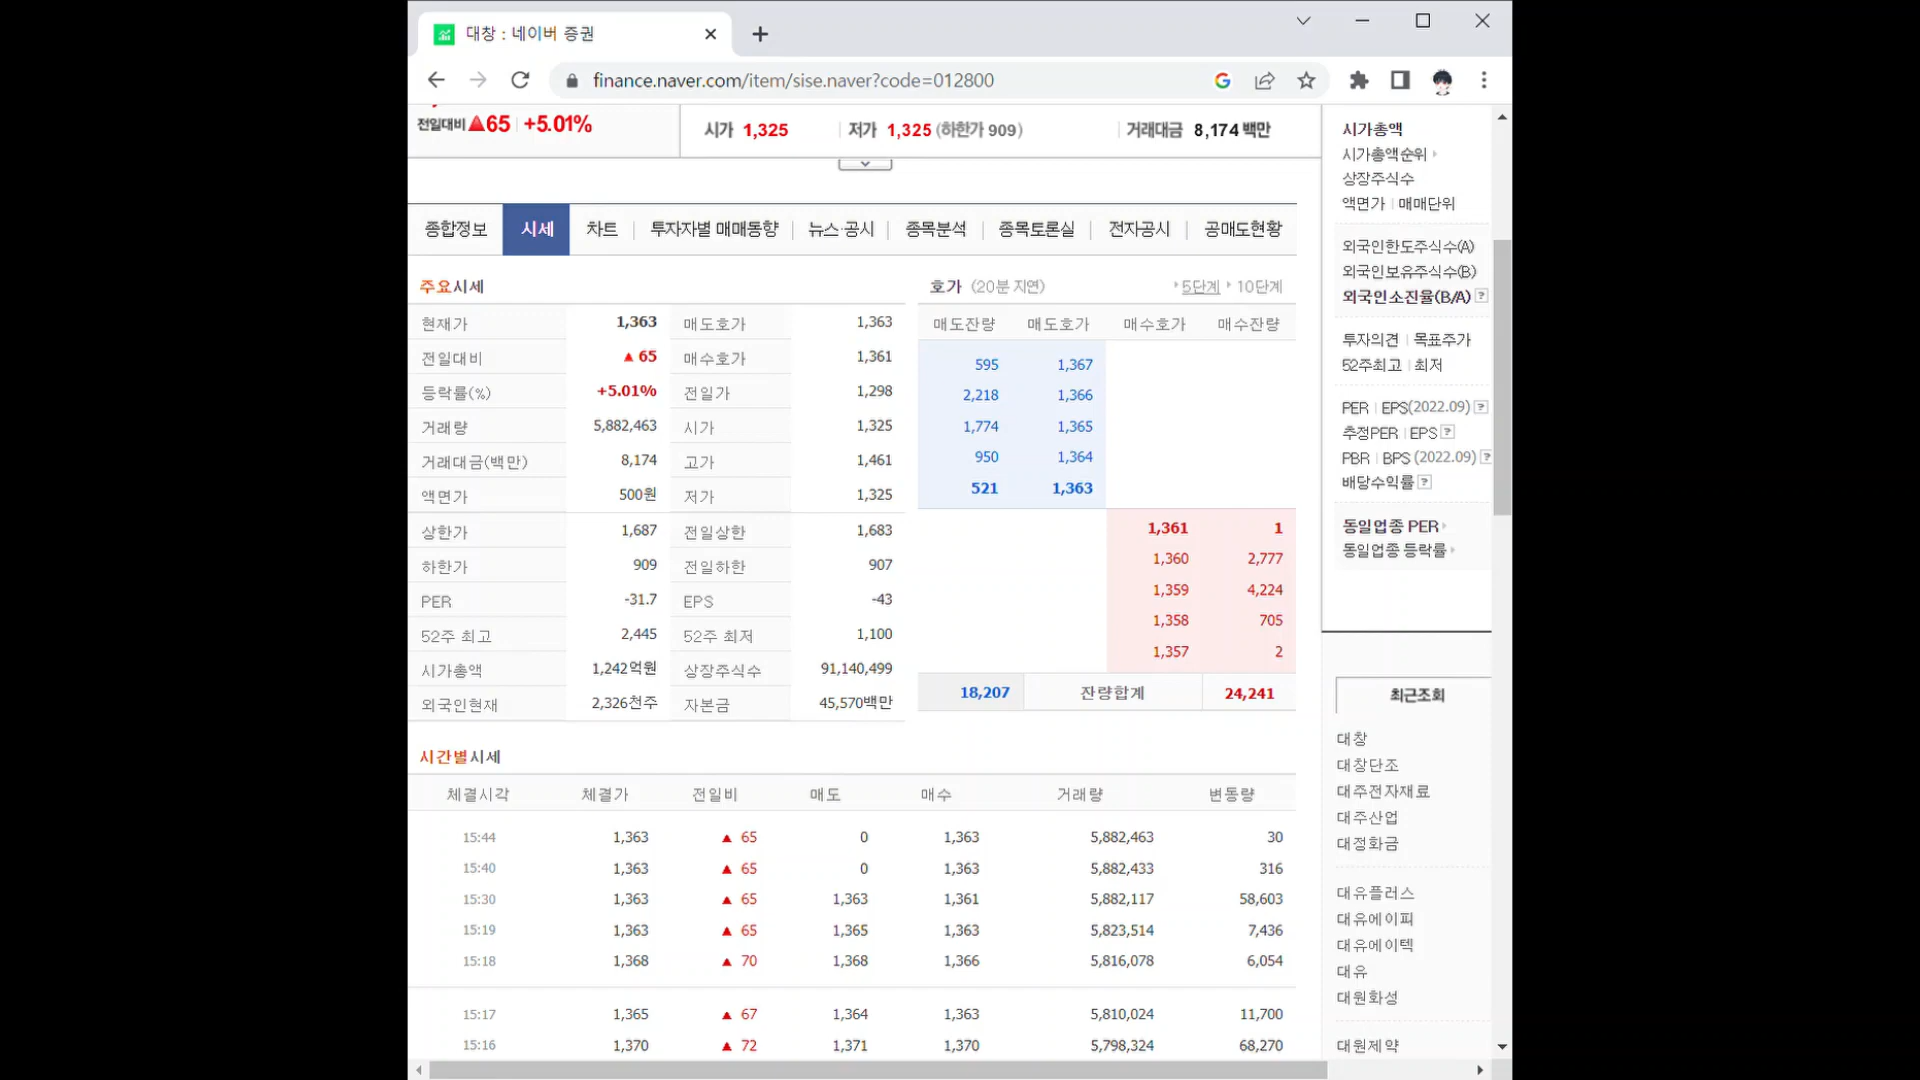 대창 : 네이버 증권
finance.naver.com/item/sise.naver?code=012800
전일대비 ▲65 +5.01%
시가 1,325 저가 1,325 (하한가 909) 거래대금 8,174 백만
종합정보 시세 차트 투자자별 매매동향 뉴스·공시 종목분석 종목토론실 전자공시 공매도현황
주요시세
현재가 1,363 매도호가 1,363
전일대비 ▲ 65 매수호가 1,361
등락률(%) +5.01% 전일가 1,298
거래량 5,882,463 시가 1,325
거래대금(백만) 8,174 고가 1,461
액면가 500원 저가 1,325
상한가 1,687 전일상한 1,683
하한가 909 전일하한 907
PER -31.7 EPS -43
52주 최고 2,445 52주 최저 1,100
시가총액 1,242억원 상장주식수 91,140,499
외국인현재 2,326천주 자본금 45,570백만
호가 (20분 지연) 5단계 10단계
매도잔량 매도호가 매수호가 매수잔량
595 1,367
2,218 1,366
1,774 1,365
950 1,364
521 1,363
1,361 1
1,360 2,777
1,359 4,224
1,358 705
1,357 2
18,207 잔량합계 24,241
시간별시세
체결시각 체결가 전일비 매도 매수 거래량 변동량
15:44 1,363 ▲ 65 0 1,363 5,882,463 30
15:40 1,363 ▲ 65 0 1,363 5,882,433 316
15:30 1,363 ▲ 65 1,363 1,361 5,882,117 58,603
15:19 1,363 ▲ 65 1,365 1,363 5,823,514 7,436
15:18 1,368 ▲ 70 1,368 1,366 5,816,078 6,054
15:17 1,365 ▲ 67 1,364 1,363 5,810,024 11,700
15:16 1,370 ▲ 72 1,371 1,370 5,798,324 68,270
시가총액
시가총액순위
상장주식수
액면가 매매단위
외국인한도주식수(A)
외국인보유주식수(B)
외국인소진율(B/A) ?
투자의견 목표주가
52주최고 최저
PER EPS(2022.09) ?
추정PER EPS ?
PBR BPS (2022.09) ?
배당수익률 ?
동일업종 PER
동일업종 등락률
최근조회
대창
대창단조
대주전자재료
대주산업
대정화금
대유플러스
대유에이피
대유에이텍
대유
대원화성
대원제약